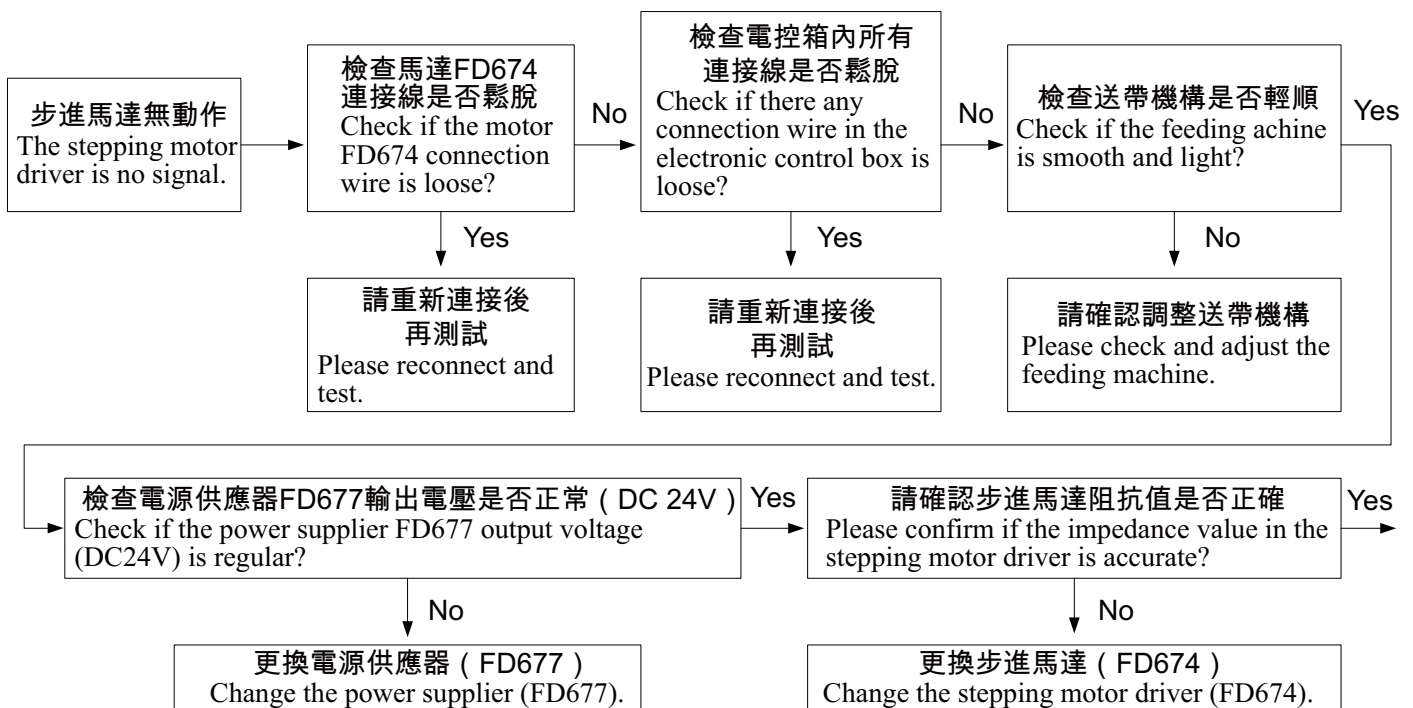 步進馬達無動作
The stepping motor
driver is no signal.
檢查馬達FD674
連接線是否鬆脫
Check if the motor
FD674 connection
wire is loose?
No
檢查電控箱內所有
連接線是否鬆脫
Check if there any
connection wire in the
electronic control box is
loose?
No
檢查送帶機構是否輕順
Check if the feeding achine
is smooth and light?
Yes
Yes
Yes
No
請重新連接後
再測試
Please reconnect and
test.
請重新連接後
再測試
Please reconnect and test.
請確認調整送帶機構
Please check and adjust the
feeding machine.
檢查電源供應器FD677輸出電壓是否正常(DC 24V)
Check if the power supplier FD677 output voltage
(DC24V) is regular?
Yes
請確認步進馬達阻抗值是否正確
Please confirm if the impedance value in the
stepping motor driver is accurate?
Yes
No
No
更換電源供應器(FD677)
Change the power supplier (FD677).
更換步進馬達(FD674)
Change the stepping motor driver (FD674).